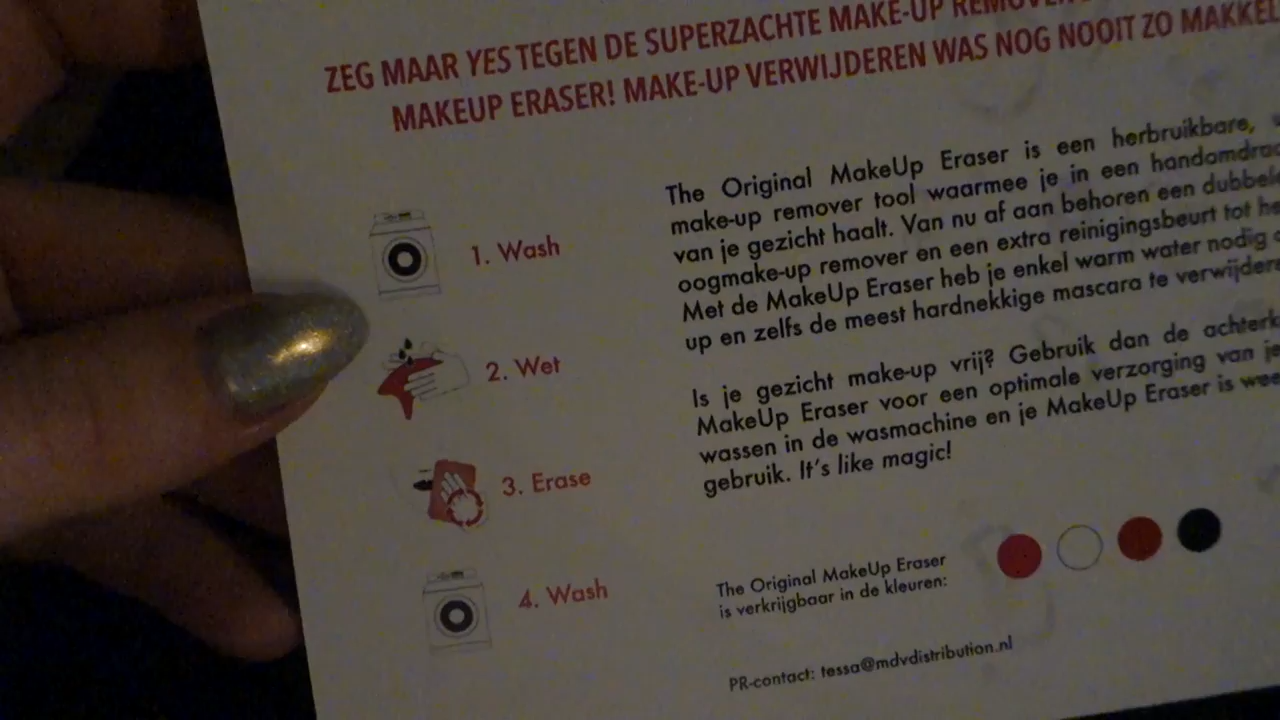 ZEG MAAR YES TEGEN DE SUPERZACHTE MAKE-UP
MAKEUP ERASER! MAKE-UP VERWIJDEREN WAS NOG NOOIT ZO
The Original MakeUp Eraser is een herbruikbare,
make-up remover tool waarmee je in een
van je gezicht haalt. Van nu af aan behoren een
oogmake-up remover en een extra reinigingsbeurt tot
Met de MakeUp Eraser heb je enkel warm water nodig
up en zelfs de meest hardnekkige mascara te
Is je gezicht make-up vrij? Gebruik dan de
MakeUp Eraser voor een optimale verzorging van
wassen in de wasmachine en je MakeUp Eraser is
gebruik. It's like magic!
1. Wash
2. Wet
3. Erase
4. Wash
The Original MakeUp Eraser
is verkrijgbaar in de kleuren:
PR-contact: tessa@mdvdistribution.nl